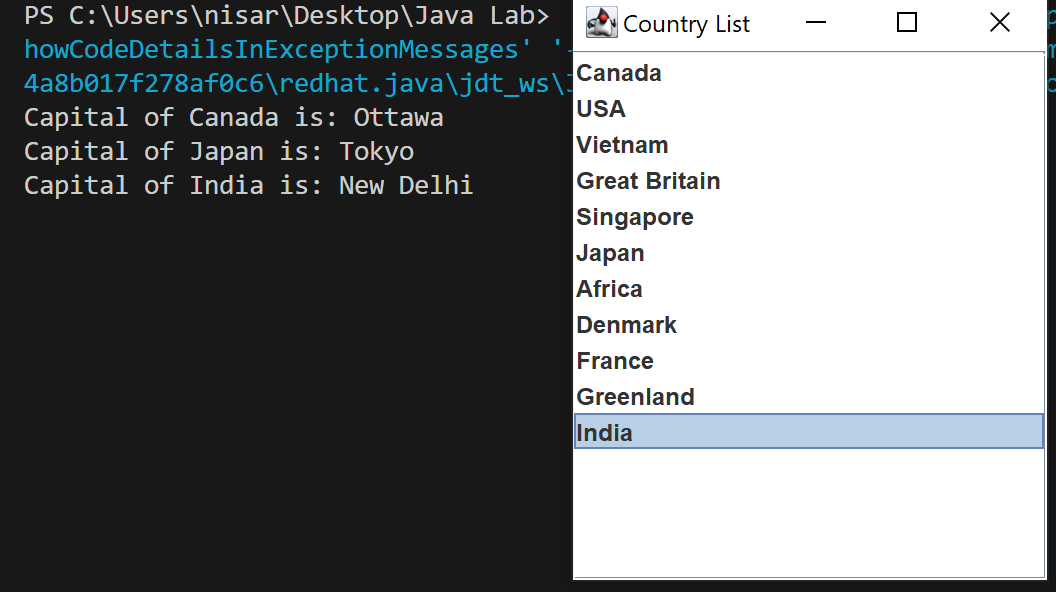 PS C:\Users\nisar\Desktop\Java Lab>
howCodeDetailsInExceptionMessages' '-
4a8b017f278af0c6\redhat.java\jdt_ws\
Capital of Canada is: Ottawa
Capital of Japan is: Tokyo
Capital of India is: New Delhi
Country List
Canada
USA
Vietnam
Great Britain
Singapore
Japan
Africa
Denmark
France
Greenland
India